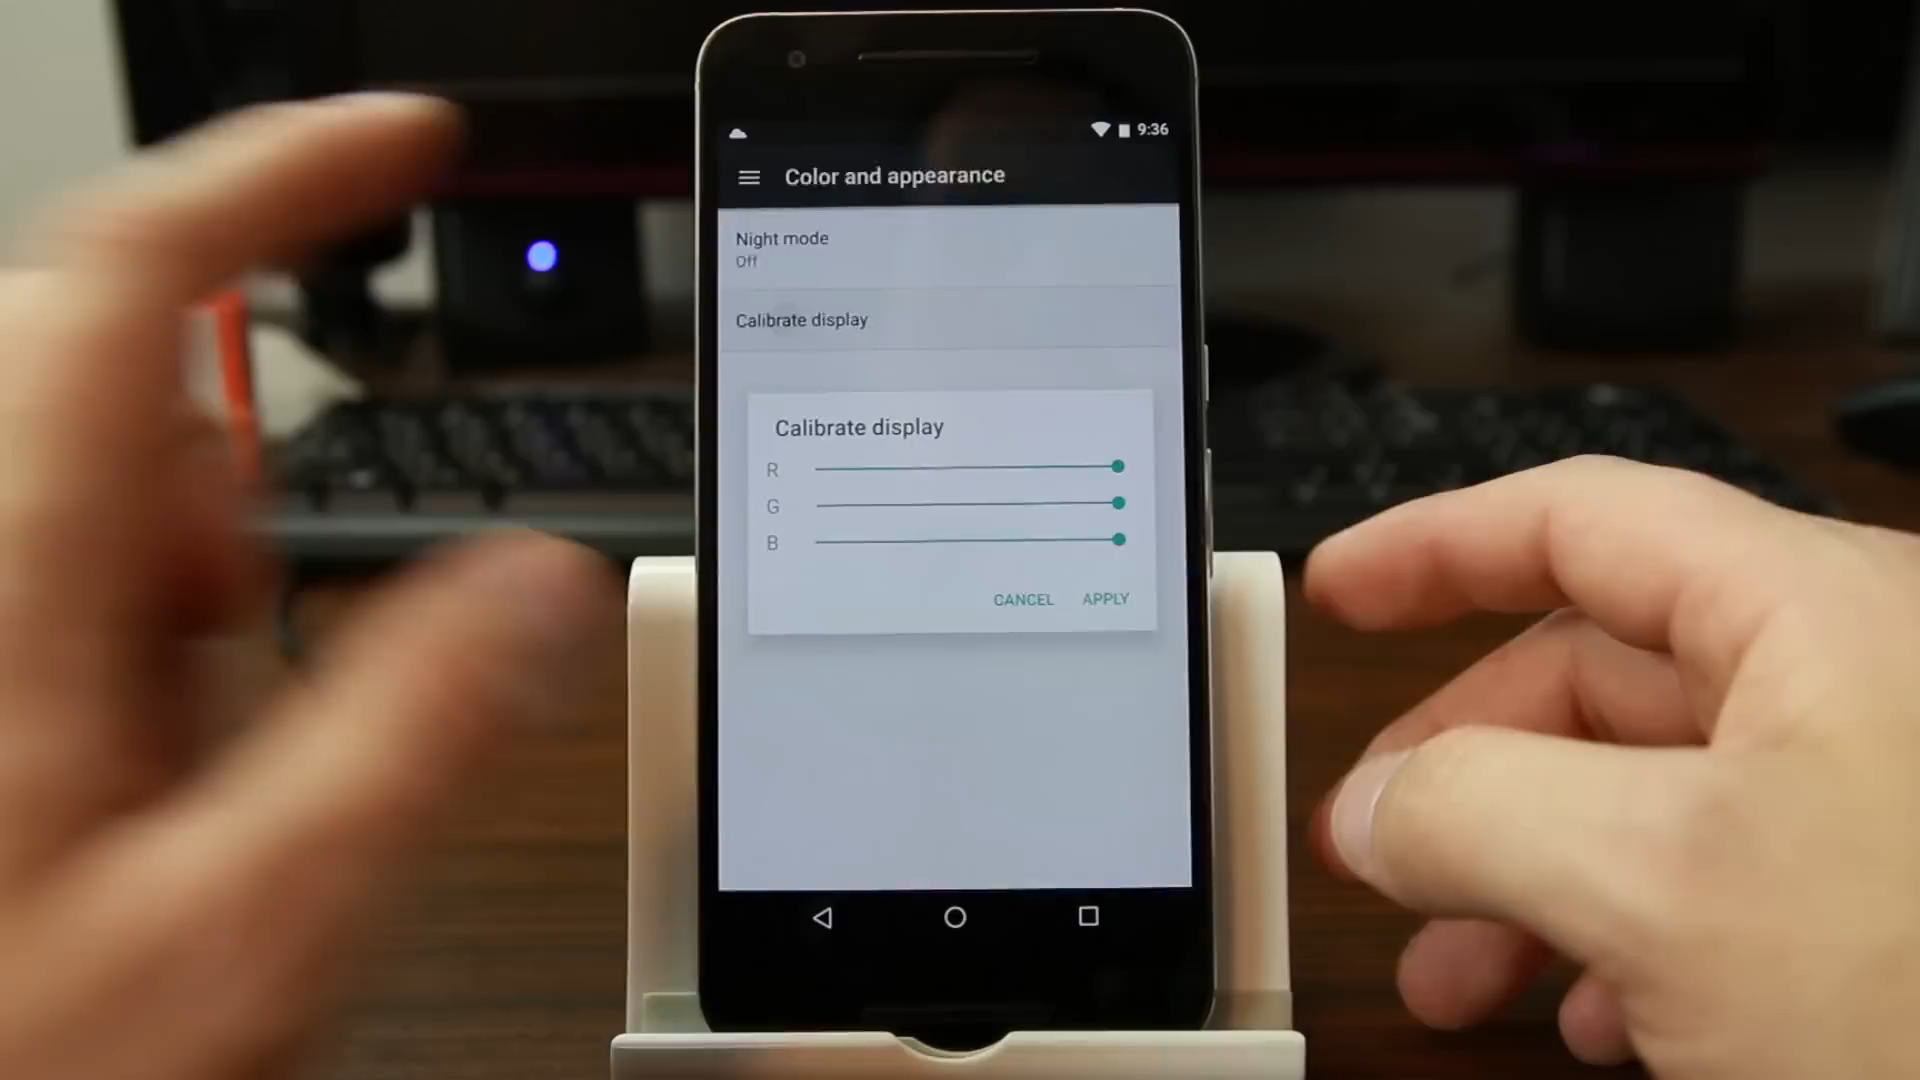 9:36
Color and appearance
Night mode
Off
Calibrate display
Calibrate display
R
G
B
CANCEL APPLY